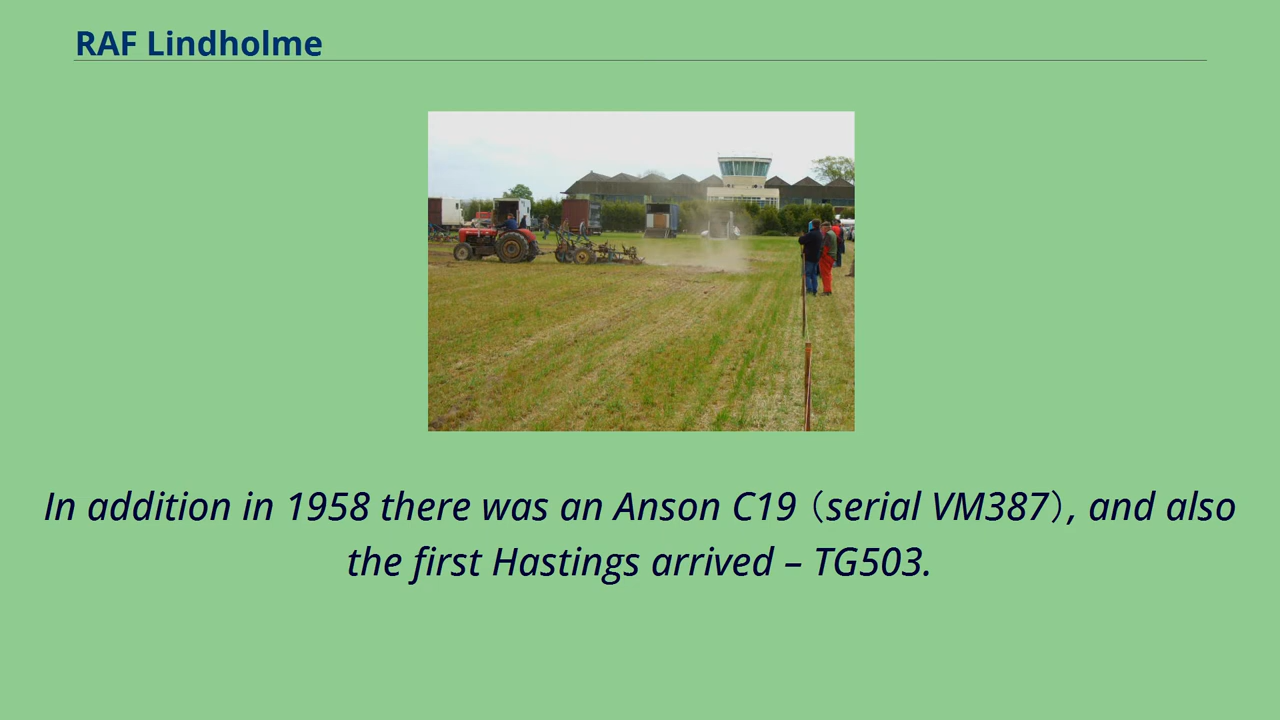 RAF Lindholme
In addition in 1958 there was an Anson C19 (serial VM387), and also
the first Hastings arrived – TG503.